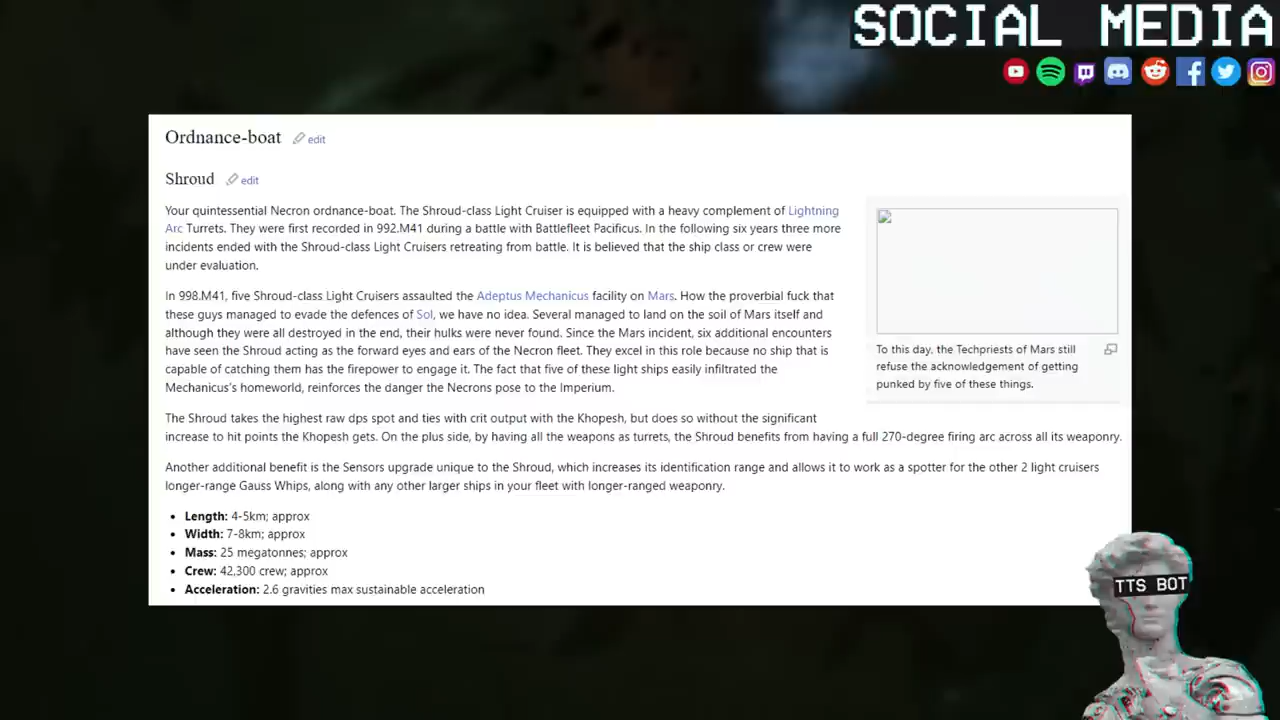 SOCIAL MEDIA
Ordnance-boat edit
Shroud edit
Your quintessential Necron ordnance-boat. The Shroud-class Light Cruiser is equipped with a heavy complement of Lightning
Arc Turrets. They were first recorded in 992.M41 during a battle with Battlefleet Pacificus. In the following six years three more
incidents ended with the Shroud-class Light Cruisers retreating from battle. It is believed that the ship class or crew were
under evaluation.
In 998.M41, five Shroud-class Light Cruisers assaulted the Adeptus Mechanicus facility on Mars. How the proverbial fuck that
these guys managed to evade the defences of Sol, we have no idea. Several managed to land on the soil of Mars itself and
although they were all destroyed in the end, their hulks were never found. Since the Mars incident, six additional encounters
have seen the Shroud acting as the forward eyes and ears of the Necron fleet. They excel in this role because no ship that is
capable of catching them has the firepower to engage it. The fact that five of these light ships easily infiltrated the
Mechanicus's homeworld, reinforces the danger the Necrons pose to the Imperium.
To this day, the Techpriests of Mars still
refuse the acknowledgement of getting
punked by five of these things.
The Shroud takes the highest raw dps spot and ties with crit output with the Khopesh, but does so without the significant
increase to hit points the Khopesh gets. On the plus side, by having all the weapons as turrets, the Shroud benefits from having a full 270-degree firing arc across all its weaponry.
Another additional benefit is the Sensors upgrade unique to the Shroud, which increases its identification range and allows it to work as a spotter for the other 2 light cruisers
longer-range Gauss Whips, along with any other larger ships in your fleet with longer-ranged weaponry.
• Length: 4-5km; approx
• Width: 7-8km; approx
• Mass: 25 megatonnes; approx
• Crew: 42,300 crew; approx
• Acceleration: 2.6 gravities max sustainable acceleration
TTS BOT